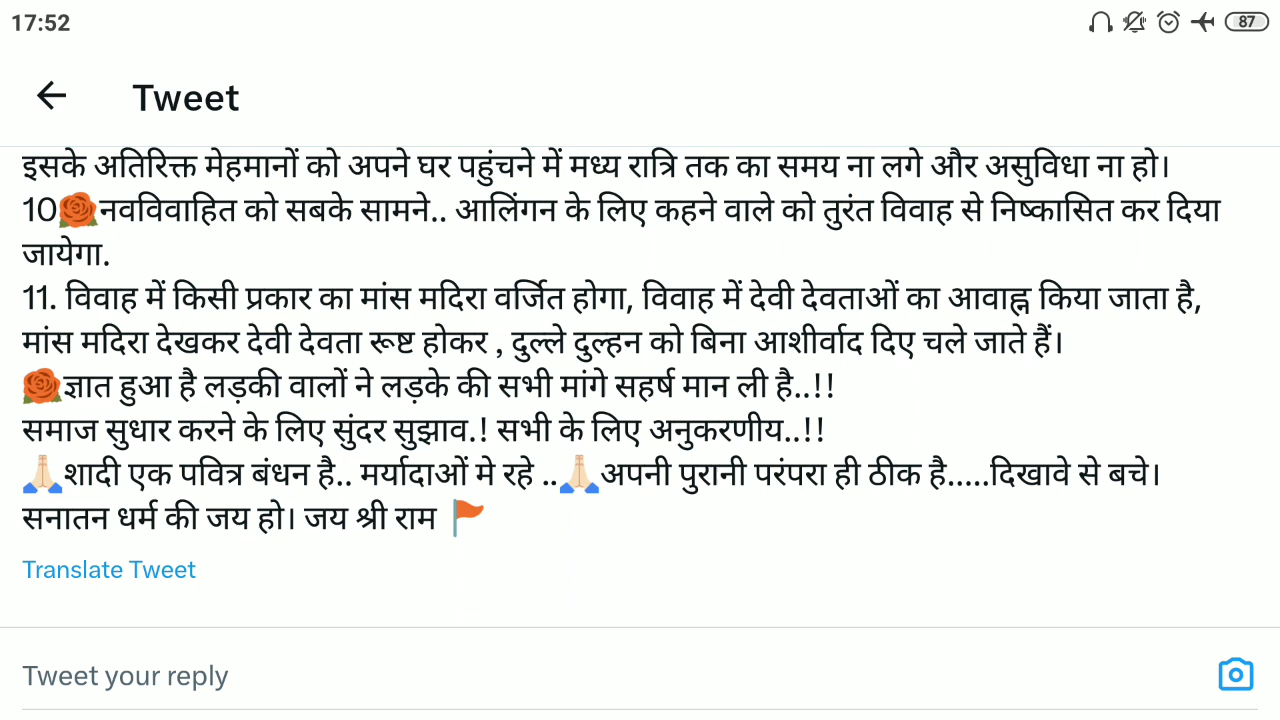 17:52
87
Tweet
इसके अतिरिक्त मेहमानों को अपने घर पहुंचने में मध्य रात्रि तक का समय ना लगे और असुविधा ना हो।
10🌹नवविवाहित को सबके सामने.. आलिंगन के लिए कहने वाले को तुरंत विवाह से निष्कासित कर दिया
जायेगा.
11. विवाह में किसी प्रकार का मांस मदिरा वर्जित होगा, विवाह में देवी देवताओं का आवाह्न किया जाता है,
मांस मदिरा देखकर देवी देवता रूष्ट होकर , दुल्ले दुल्हन को बिना आशीर्वाद दिए चले जाते हैं।
🌹ज्ञात हुआ है लड़की वालों ने लड़के की सभी मांगे सहर्ष मान ली है..!!
समाज सुधार करने के लिए सुंदर सुझाव.! सभी के लिए अनुकरणीय..!!
🙏🏻शादी एक पवित्र बंधन है.. मर्यादाओं मे रहे ..🙏🏻अपनी पुरानी परंपरा ही ठीक है.....दिखावे से बचे।
सनातन धर्म की जय हो। जय श्री राम 🚩
Translate Tweet
Tweet your reply